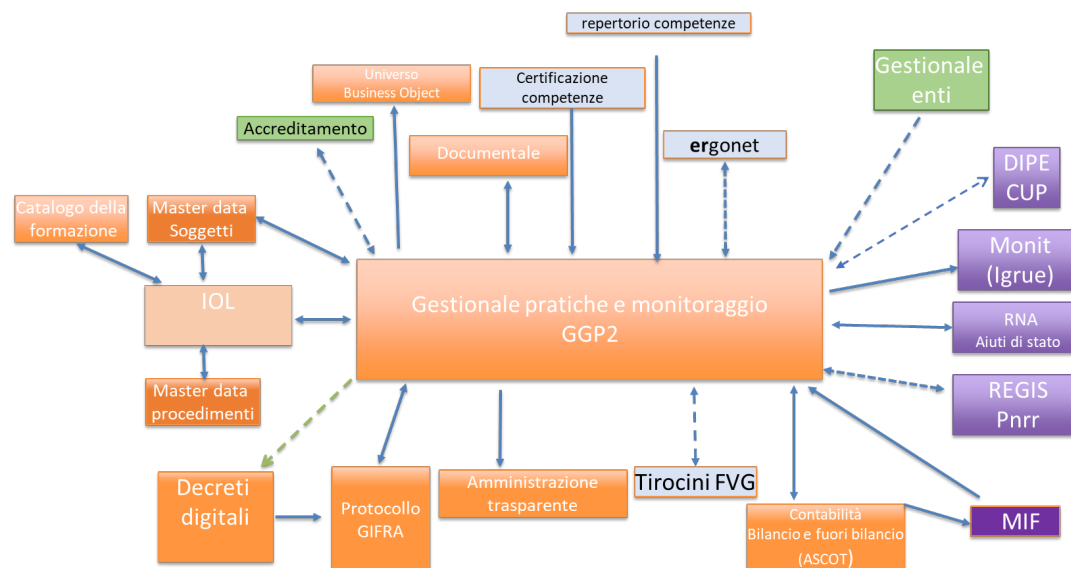 repertorio competenze
Universo
Business Object
Certificazione
competenze
Gestionale
enti
Accreditamento
Documentale
ergonet
DIPE
CUP
Catalogo della
formazione
Master data
Soggetti
Monit
(Igrue)
IOL
Gestionale pratiche e monitoraggio
GGP2
RNA
Aiuti di stato
Master data
procedimenti
REGIS
Pnrr
Decreti
digitali
Protocollo
GIFRA
Amministrazione
trasparente
Tirocini FVG
Contabilità
Bilancio e fuori bilancio
(ASCOT)
MIF